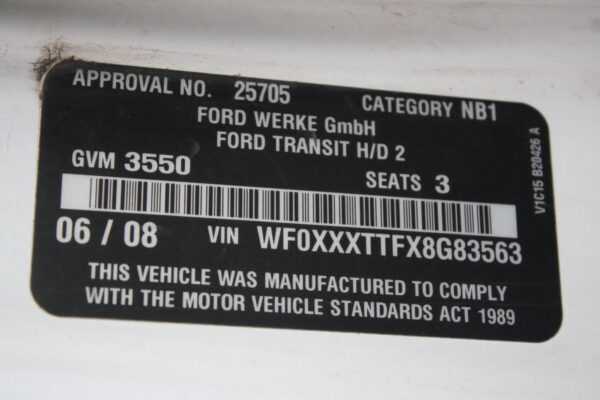 APPROVAL NO. 25705 CATEGORY NB1
FORD WERKE GmbH
FORD TRANSIT H/D 2
GVM 3550 SEATS 3
06 / 08 VIN WF0XXXTTFX8G83563
THIS VEHICLE WAS MANUFACTURED TO COMPLY
WITH THE MOTOR VEHICLE STANDARDS ACT 1989
V1C15 B20426 A